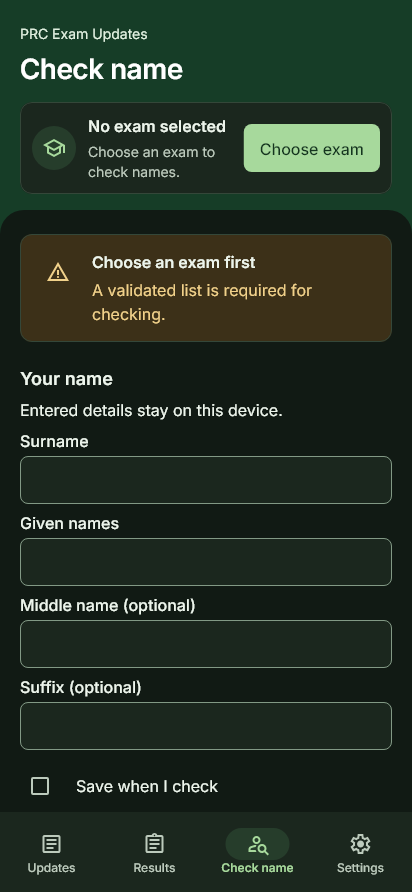 PRC Exam Updates
Check name
No exam selected
Choose an exam to
check names.
Choose exam
Choose an exam first
A validated list is required for
checking.
Your name
Entered details stay on this device.
Surname
Given names
Middle name (optional)
Suffix (optional)
Save when I check
Updates
Results
Check name
Settings